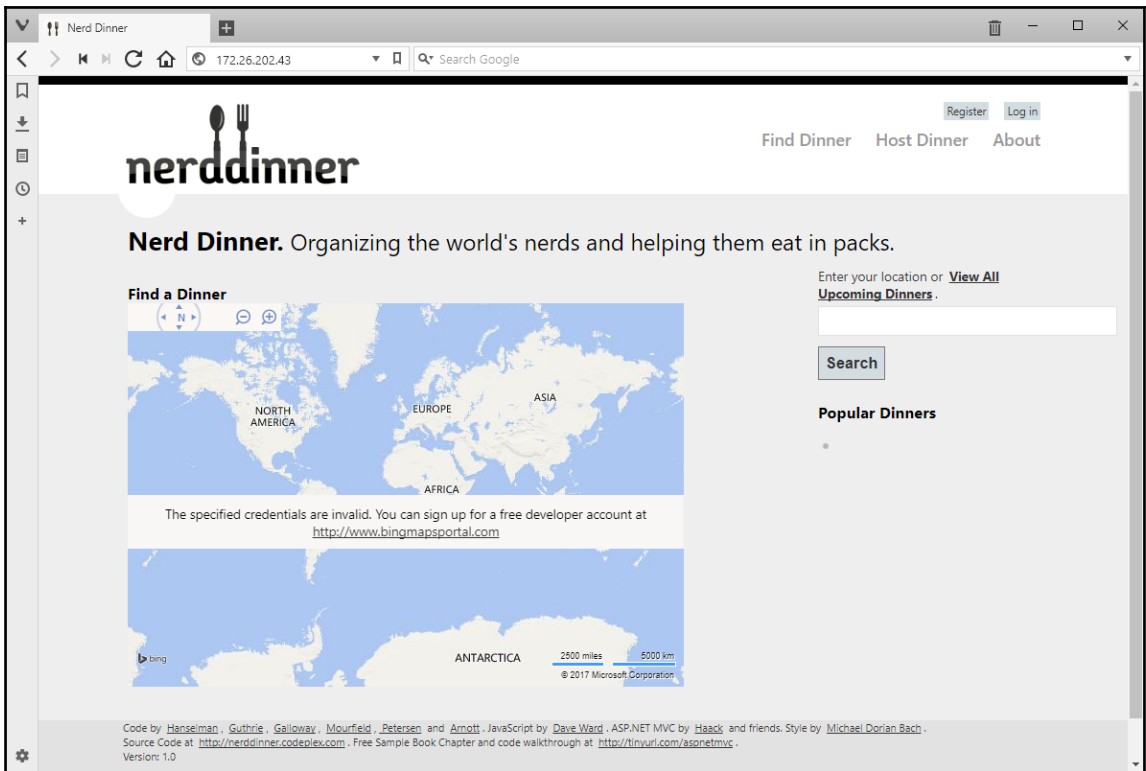 Nerd Dinner
172.26.202.43
Search Google
Register Log in
nerddinner
Find Dinner Host Dinner About
Nerd Dinner. Organizing the world's nerds and helping them eat in packs.
Enter your location or View All
Upcoming Dinners .
Find a Dinner
N
Search
NORTH
AMERICA
EUROPE
ASIA
AFRICA
Popular Dinners
The specified credentials are invalid. You can sign up for a free developer account at
http://www.bingmapsportal.com
bing
ANTARCTICA
2500 miles 5000 km
© 2017 Microsoft Corporation
Code by Hanselman , Guthrie , Galloway , Mourfield , Petersen and Arnott . JavaScript by Dave Ward . ASP.NET MVC by Haack and friends. Style by Michael Dorian Bach .
Source Code at http://nerddinner.codeplex.com . Free Sample Book Chapter and code walkthrough at http://tinyurl.com/aspnetmvc .
Version: 1.0